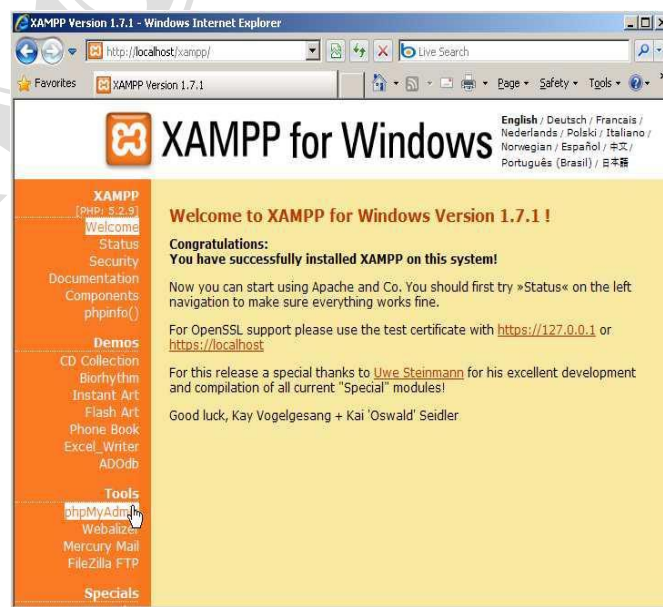 XAMPP Version 1.7.1 - Windows Internet Explorer
http://localhost/xampp/
Live Search
Favorites
XAMPP Version 1.7.1
Page
Safety
Tools
XAMPP for Windows
English / Deutsch / Francais /
Nederlands / Polski / Italiano /
Norwegian / Español / 中文 /
Português (Brasil) / 日本語
XAMPP
[PHP: 5.2.9]
Welcome
Status
Security
Documentation
Components
phpinfo()
Demos
CD Collection
Biorhythm
Instant Art
Flash Art
Phone Book
Excel_Writer
ADOdb
Tools
phpMyAdmin
Webalizer
Mercury Mail
FileZilla FTP
Specials
Welcome to XAMPP for Windows Version 1.7.1 !
Congratulations:
You have successfully installed XAMPP on this system!
Now you can start using Apache and Co. You should first try »Status« on the left
navigation to make sure everything works fine.
For OpenSSL support please use the test certificate with https://127.0.0.1 or
https://localhost
For this release a special thanks to Uwe Steinmann for his excellent development
and compilation of all current "Special" modules!
Good luck, Kay Vogelgesang + Kai 'Oswald' Seidler